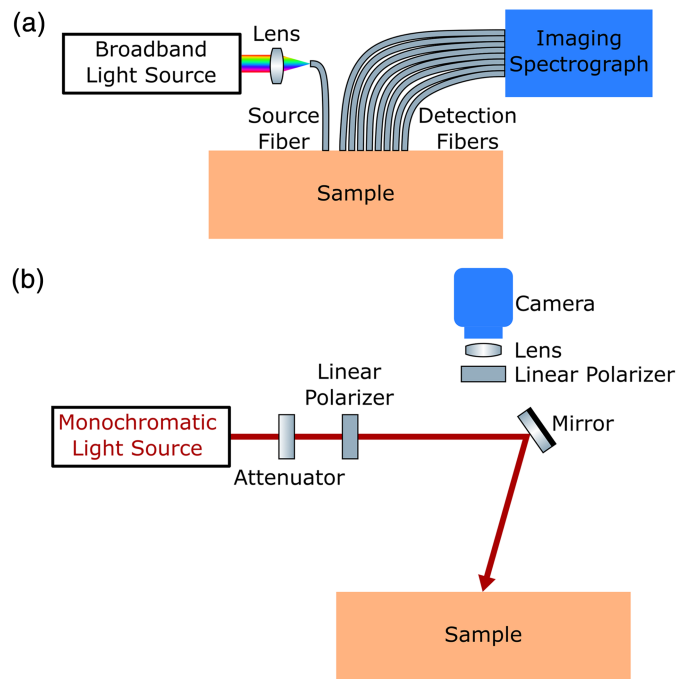 (a)
Lens
Broadband
Light Source
Imaging
Spectrograph
Source
Fiber
Detection
Fibers
Sample
(b)
Camera
Lens
Linear Polarizer
Linear
Polarizer
Mirror
Monochromatic
Light Source
Attenuator
Sample